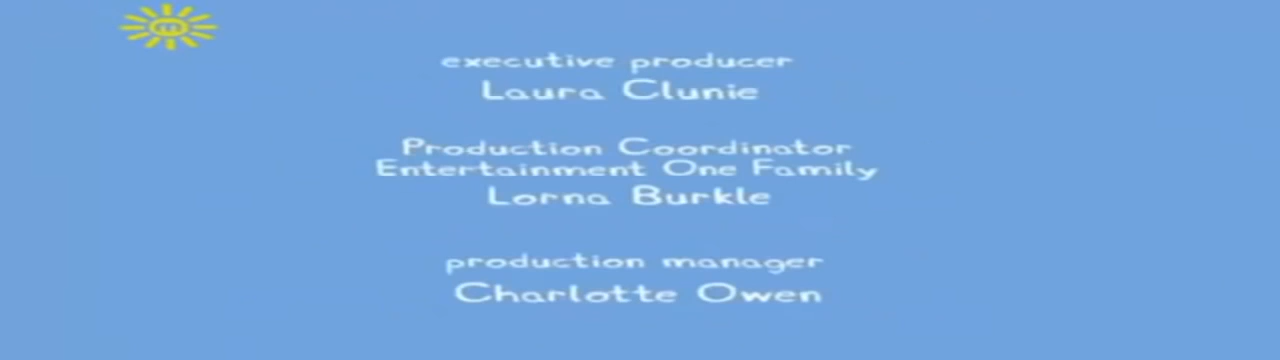 executive producer
Laura Clunie
Production Coordinator
Entertainment One Family
Lorna Burkle
production manager
Charlotte Owen